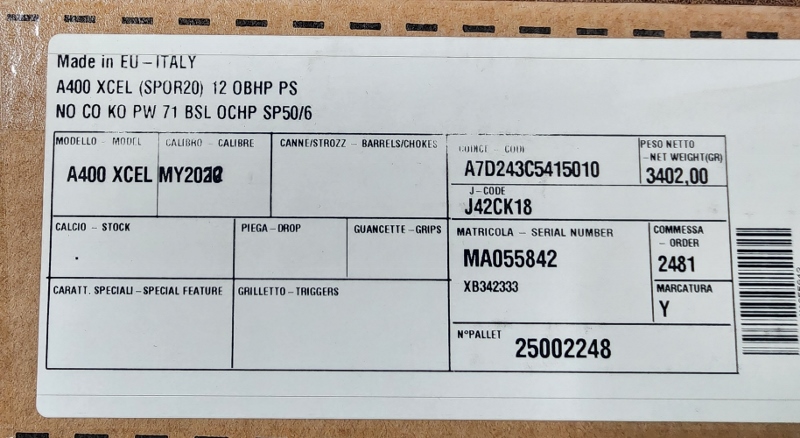 Made in EU – ITALY
A400 XCEL (SPOR20) 12 OBHP PS
NO CO KO PW 71 BSL OCHP SP50/6
MODELLO – MODEL
CALIBRO – CALIBRE
CANNE/STROZZ – BARRELS/CHOKES
CODICE – CODE
PESO NETTO
– NET WEIGHT(GR)
A400 XCEL
A7D243C5415010
3402,00
J–CODE
J42CK18
CALCIO – STOCK
PIEGA–DROP
GUANCETTE –GRIPS
MATRICOLA – SERIAL NUMBER
COMMESSA
– ORDER
MA055842
2481
XB342333
CARATT. SPECIALI–SPECIAL FEATURE
GRILLETTO–TRIGGERS
MARCATURA
Y
N°PALLET
25002248